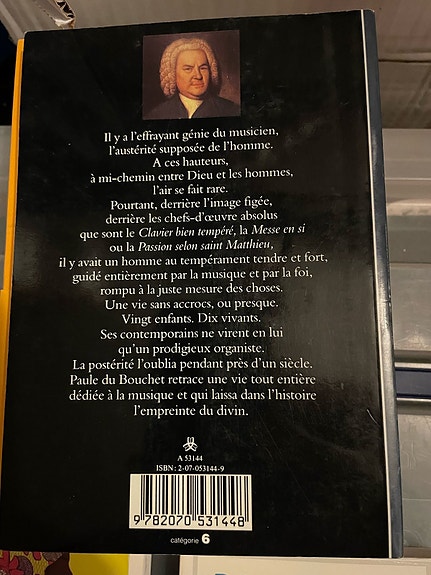 Il y a l'effrayant génie du musicien,
l'austérité supposée de l'homme.
A ces hauteurs,
à mi-chemin entre Dieu et les hommes,
l'air se fait rare.
Pourtant, derrière l'image figée,
derrière les chefs-d'œuvre absolus
que sont le Clavier bien tempéré, la Messe en si
ou la Passion selon saint Matthieu,
il y avait un homme au tempérament tendre et fort,
guidé entièrement par la musique et par la foi,
rompu à la juste mesure des choses.
Une vie sans accrocs, ou presque.
Vingt enfants. Dix vivants.
Ses contemporains ne virent en lui
qu'un prodigieux organiste.
La postérité l'oublia pendant près d'un siècle.
Paule du Bouchet retrace une vie tout entière
dédiée à la musique et qui laissa dans l'histoire
l'empreinte du divin.
A 53144
ISBN : 2-07-053144-9
9 782070 531448
catégorie 6